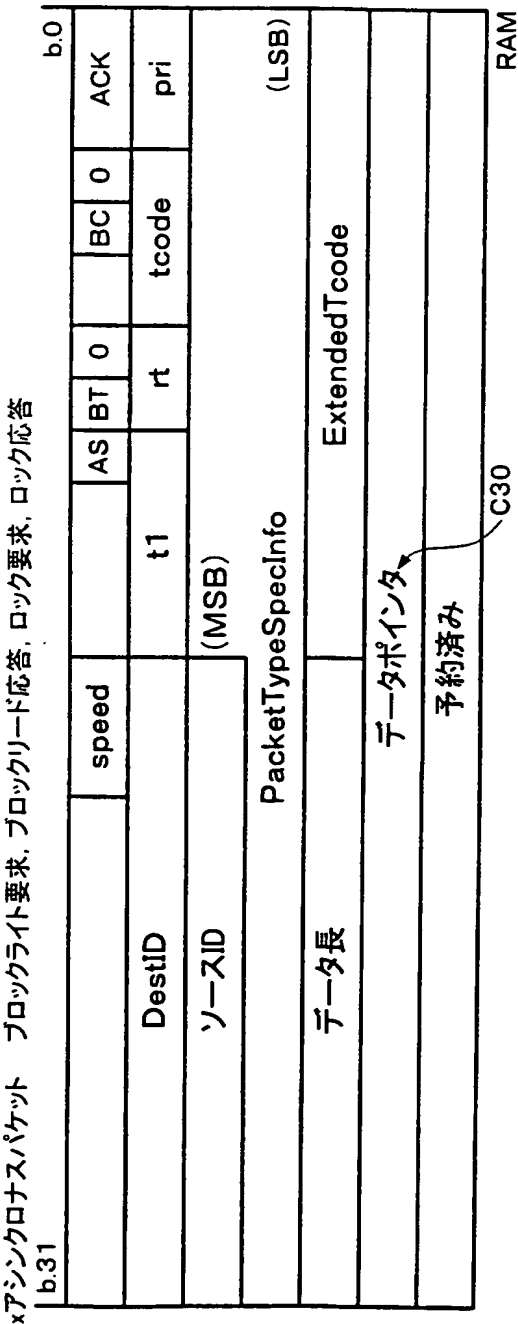 xアシンクロナスパケット　ブロックライト要求, ブロックリード応答, ロック要求, ロック応答
b.31 b.0
speed AS BT 0 BC 0 ACK
DestID t1 rt tcode pri
ソースID (MSB)
PacketTypeSpecInfo (LSB)
データ長 ExtendedTcode
データポインタ
C30
予約済み
RAM